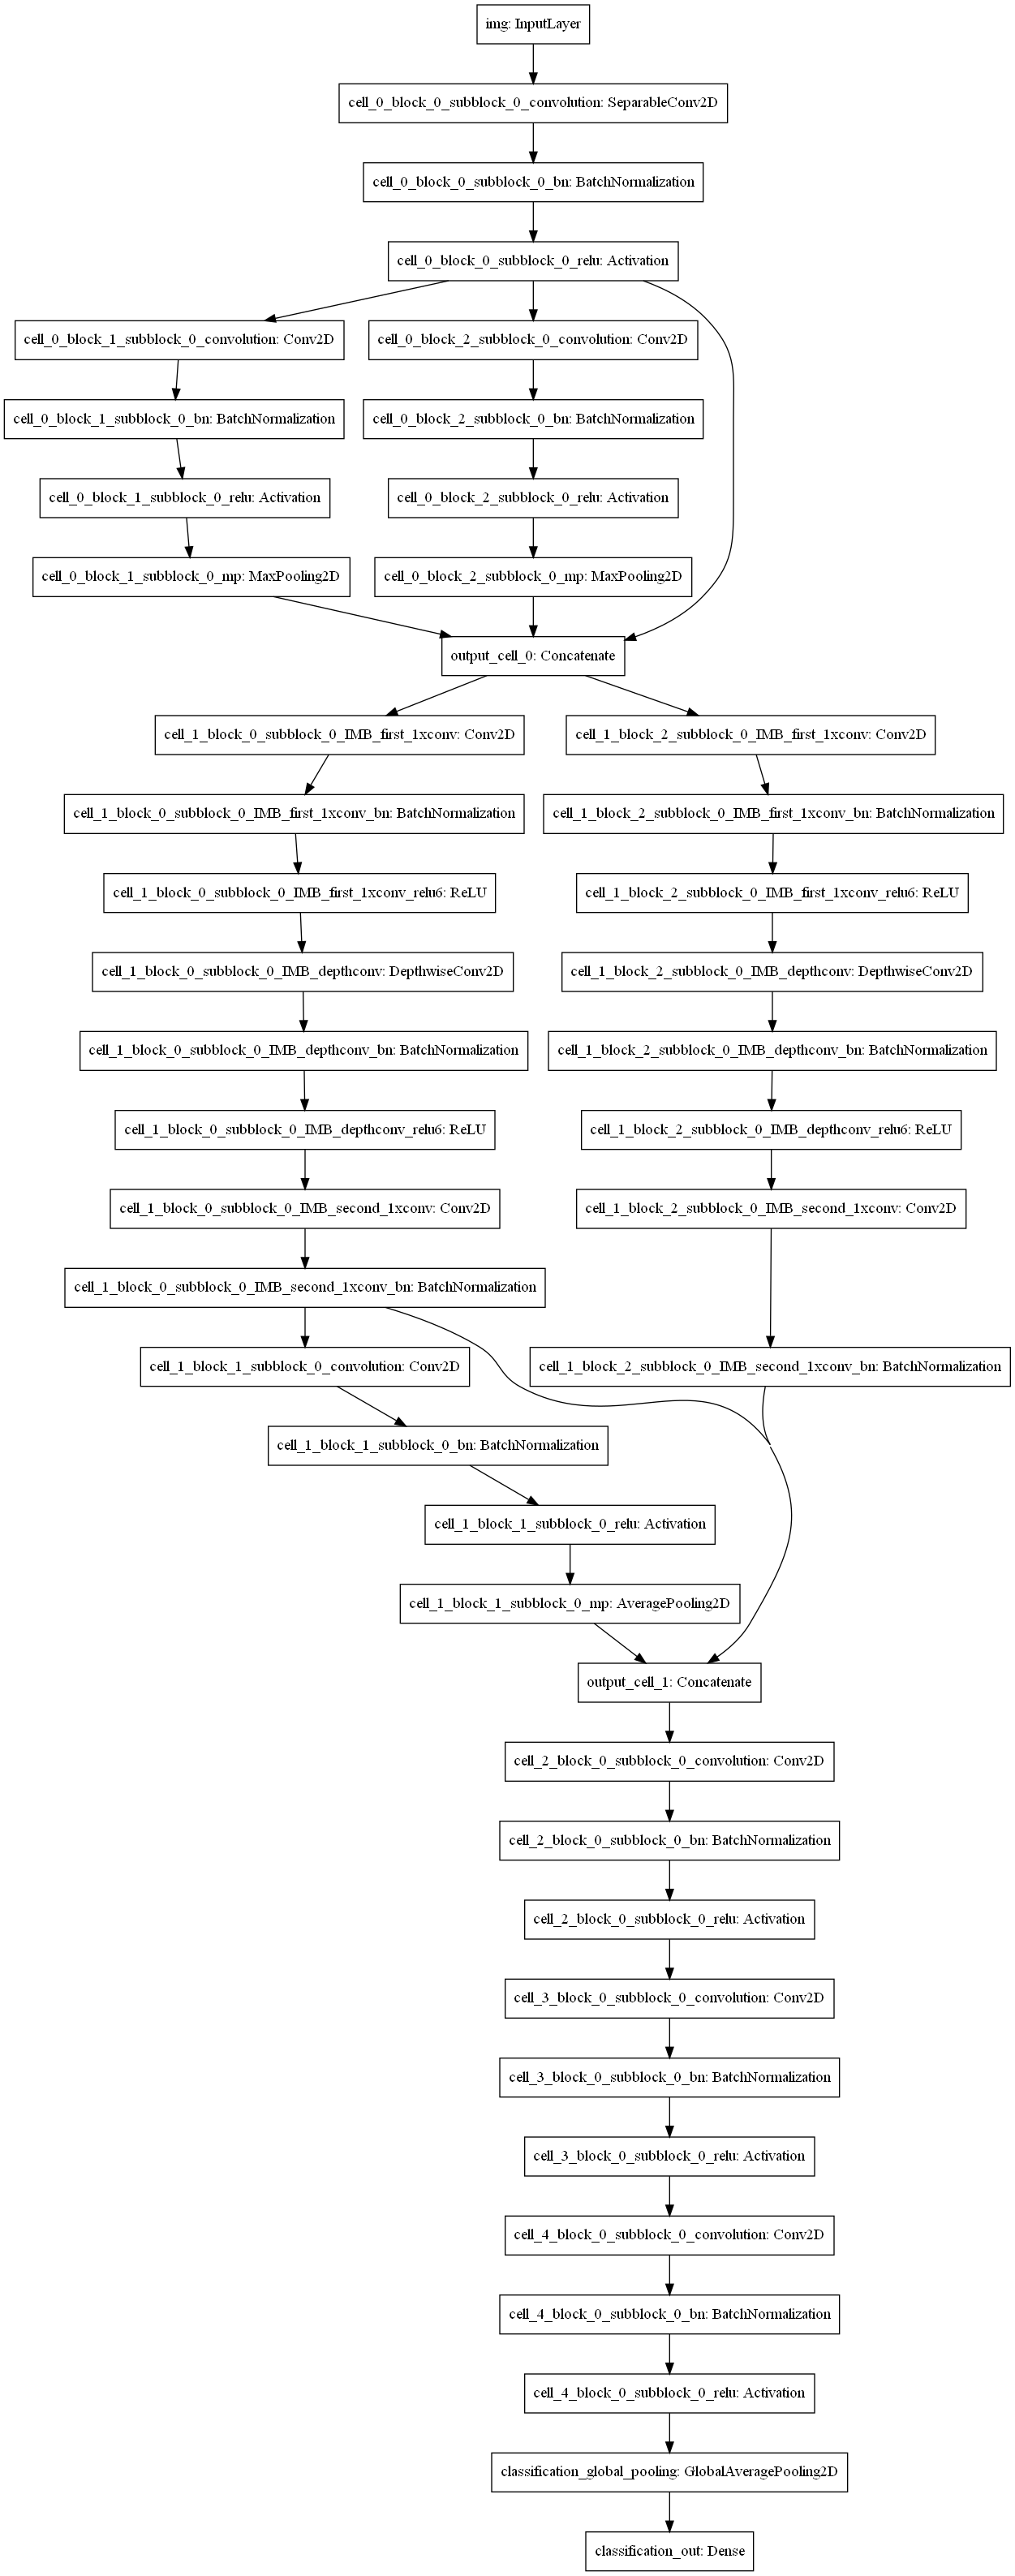 img: InputLayer
cell_0_block_0_subblock_0_convolution: SeparableConv2D
cell_0_block_0_subblock_0_bn: BatchNormalization
cell_0_block_0_subblock_0_relu: Activation
cell_0_block_1_subblock_0_convolution: Conv2D
cell_0_block_2_subblock_0_convolution: Conv2D
cell_0_block_1_subblock_0_bn: BatchNormalization
cell_0_block_2_subblock_0_bn: BatchNormalization
cell_0_block_1_subblock_0_relu: Activation
cell_0_block_2_subblock_0_relu: Activation
cell_0_block_1_subblock_0_mp: MaxPooling2D
cell_0_block_2_subblock_0_mp: MaxPooling2D
output_cell_0: Concatenate
cell_1_block_0_subblock_0_IMB_first_1xconv: Conv2D
cell_1_block_2_subblock_0_IMB_first_1xconv: Conv2D
cell_1_block_0_subblock_0_IMB_first_1xconv_bn: BatchNormalization
cell_1_block_2_subblock_0_IMB_first_1xconv_bn: BatchNormalization
cell_1_block_0_subblock_0_IMB_first_1xconv_relu6: ReLU
cell_1_block_2_subblock_0_IMB_first_1xconv_relu6: ReLU
cell_1_block_0_subblock_0_IMB_depthconv: DepthwiseConv2D
cell_1_block_2_subblock_0_IMB_depthconv: DepthwiseConv2D
cell_1_block_0_subblock_0_IMB_depthconv_bn: BatchNormalization
cell_1_block_2_subblock_0_IMB_depthconv_bn: BatchNormalization
cell_1_block_0_subblock_0_IMB_depthconv_relu6: ReLU
cell_1_block_2_subblock_0_IMB_depthconv_relu6: ReLU
cell_1_block_0_subblock_0_IMB_second_1xconv: Conv2D
cell_1_block_2_subblock_0_IMB_second_1xconv: Conv2D
cell_1_block_0_subblock_0_IMB_second_1xconv_bn: BatchNormalization
cell_1_block_1_subblock_0_convolution: Conv2D
cell_1_block_2_subblock_0_IMB_second_1xconv_bn: BatchNormalization
cell_1_block_1_subblock_0_bn: BatchNormalization
cell_1_block_1_subblock_0_relu: Activation
cell_1_block_1_subblock_0_mp: AveragePooling2D
output_cell_1: Concatenate
cell_2_block_0_subblock_0_convolution: Conv2D
cell_2_block_0_subblock_0_bn: BatchNormalization
cell_2_block_0_subblock_0_relu: Activation
cell_3_block_0_subblock_0_convolution: Conv2D
cell_3_block_0_subblock_0_bn: BatchNormalization
cell_3_block_0_subblock_0_relu: Activation
cell_4_block_0_subblock_0_convolution: Conv2D
cell_4_block_0_subblock_0_bn: BatchNormalization
cell_4_block_0_subblock_0_relu: Activation
classification_global_pooling: GlobalAveragePooling2D
classification_out: Dense